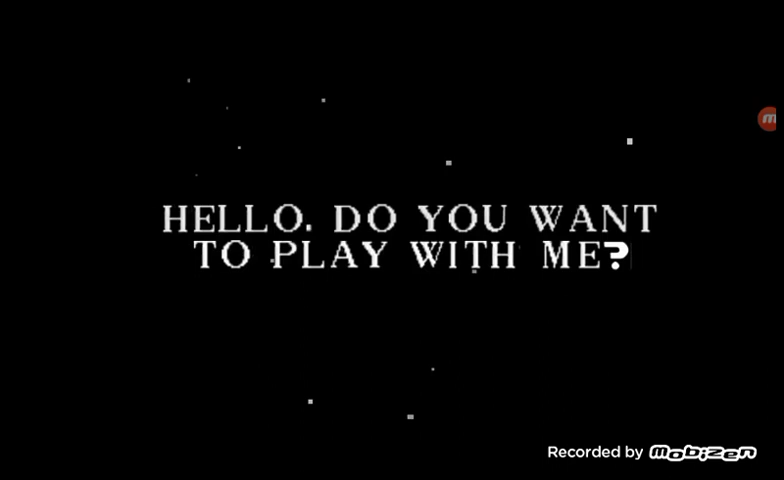 HELLO. DO YOU WANT
TO PLAY WITH ME?
m
Recorded by mobizen